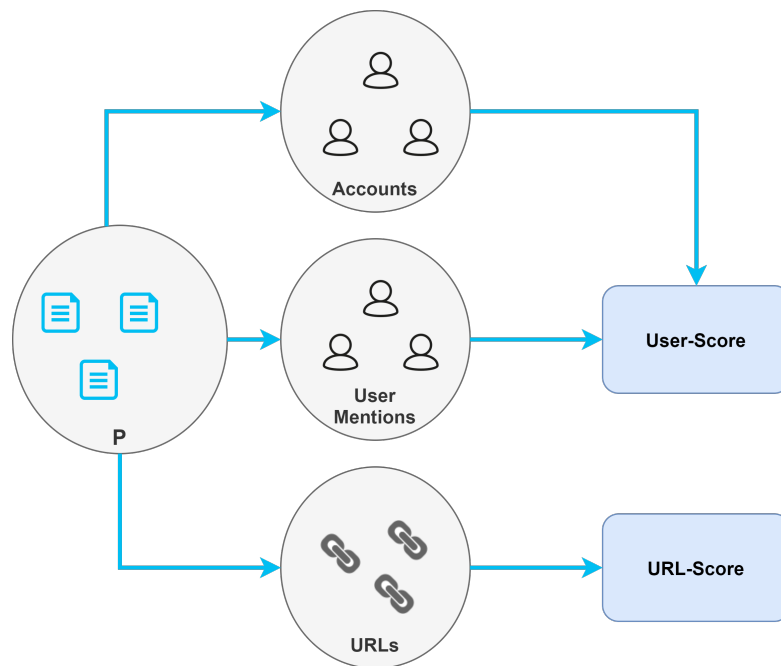 Accounts
User
Mentions
User-Score
P
URLs
URL-Score